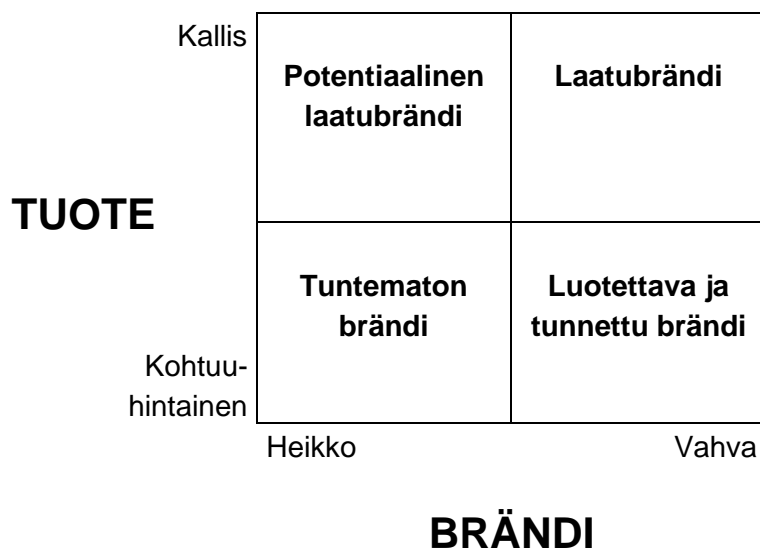 Kallis
Potentiaalinen
laatubrändi
Laatubrändi
TUOTE
Tuntematon
brändi
Luotettava ja
tunnettu brändi
Kohtuu-
hintainen
Heikko
Vahva
BRÄNDI